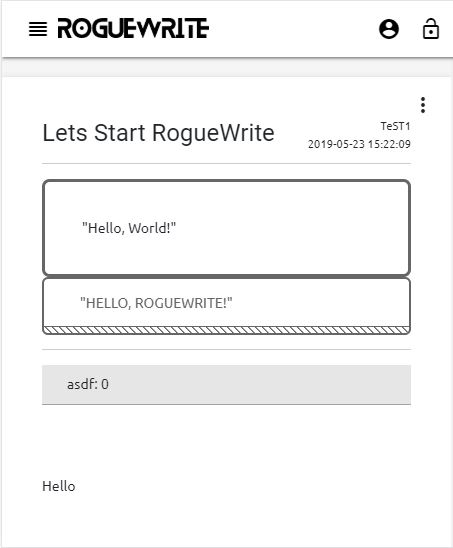 ROGUEWRITE
Lets Start RogueWrite
TeST1
2019-05-23 15:22:09
"Hello, World!"
"HELLO, ROGUEWRITE!"
asdf: 0
Hello